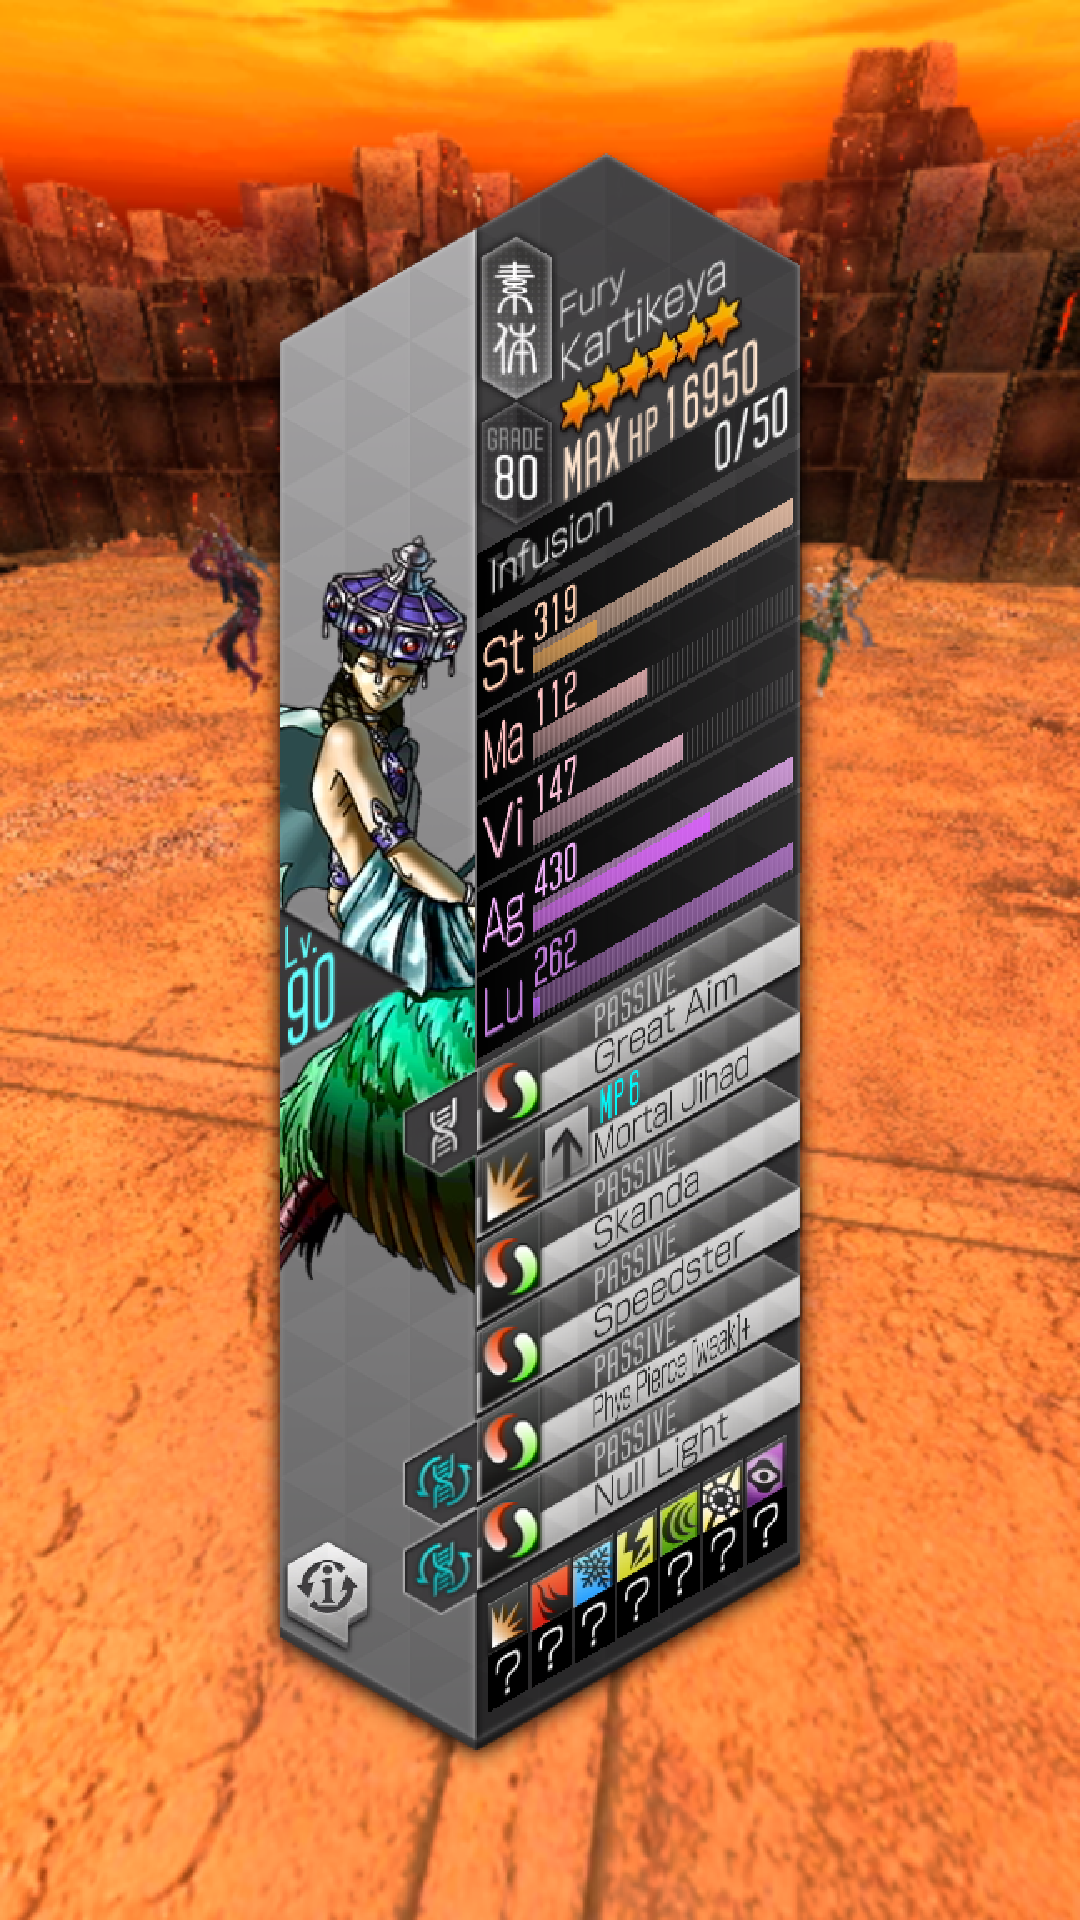 素体
Fury
Kartikeya
GRADE
80
MAX HP 16950
0/50
Infusion
St 319
Ma 112
Vi 147
Ag 430
Lu 262
Lv.
90
PASSIVE
Great Aim
MP6
Mortal Jihad
PASSIVE
Skanda
PASSIVE
Speedster
PASSIVE
Phys Pierce [weak]+
PASSIVE
Null Light
i
? ? ? ? ? ? ?